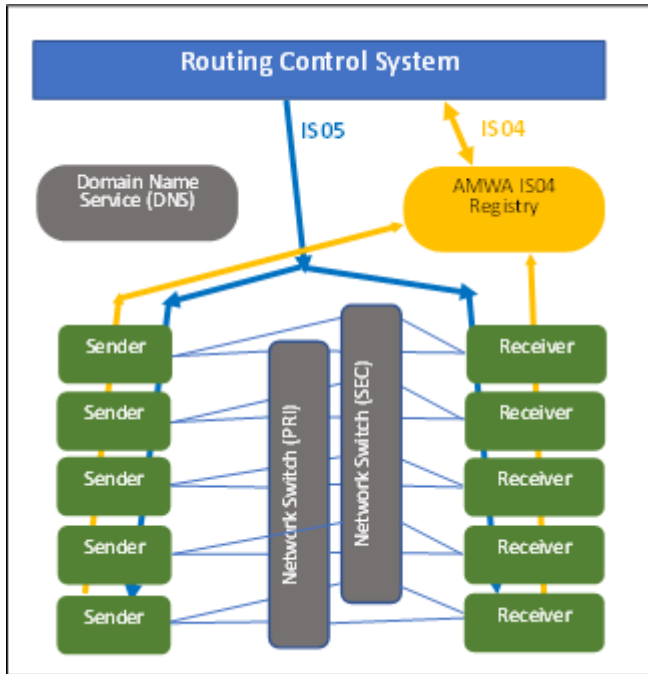 Routing Control System
IS05
IS04
Domain Name
Service (DNS)
AMWA IS04
Registry
Sender
Receiver
Sender
Receiver
Sender
Receiver
Sender
Receiver
Sender
Receiver
Network Switch (PRI)
Network Switch (SEC)